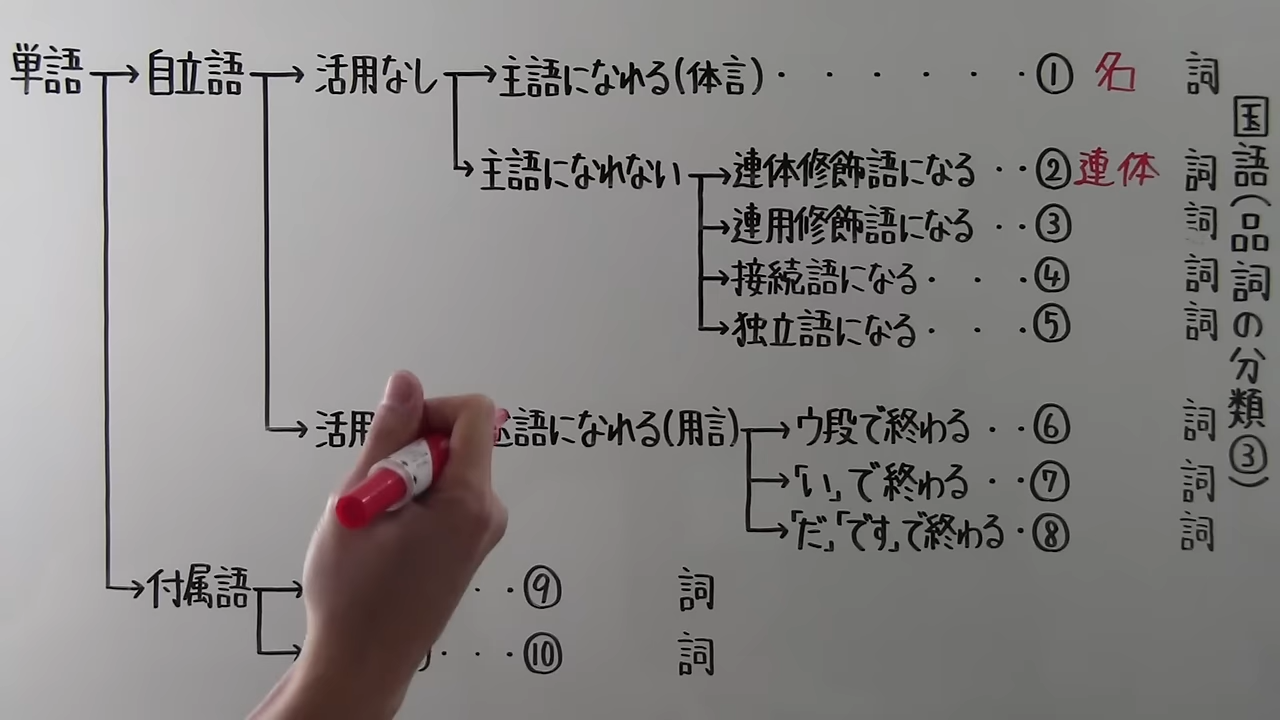 単語→自立語→活用なし→主語になれる(体言)・・・・・・・① 名 詞
主語になれない→連体修飾語になる・・② 連体 詞
→連用修飾語になる・・③ 詞
→接続語になる・・・④ 詞
→独立語になる・・・⑤ 詞
活用 述語になれる(用言)→ウ段で終わる・・⑥ 詞
→「い」で終わる・・⑦ 詞
→「だ」「です」で終わる・⑧ 詞
→付属語→ ・・⑨ 詞
・・・⑩ 詞
国語(品詞の分類③)